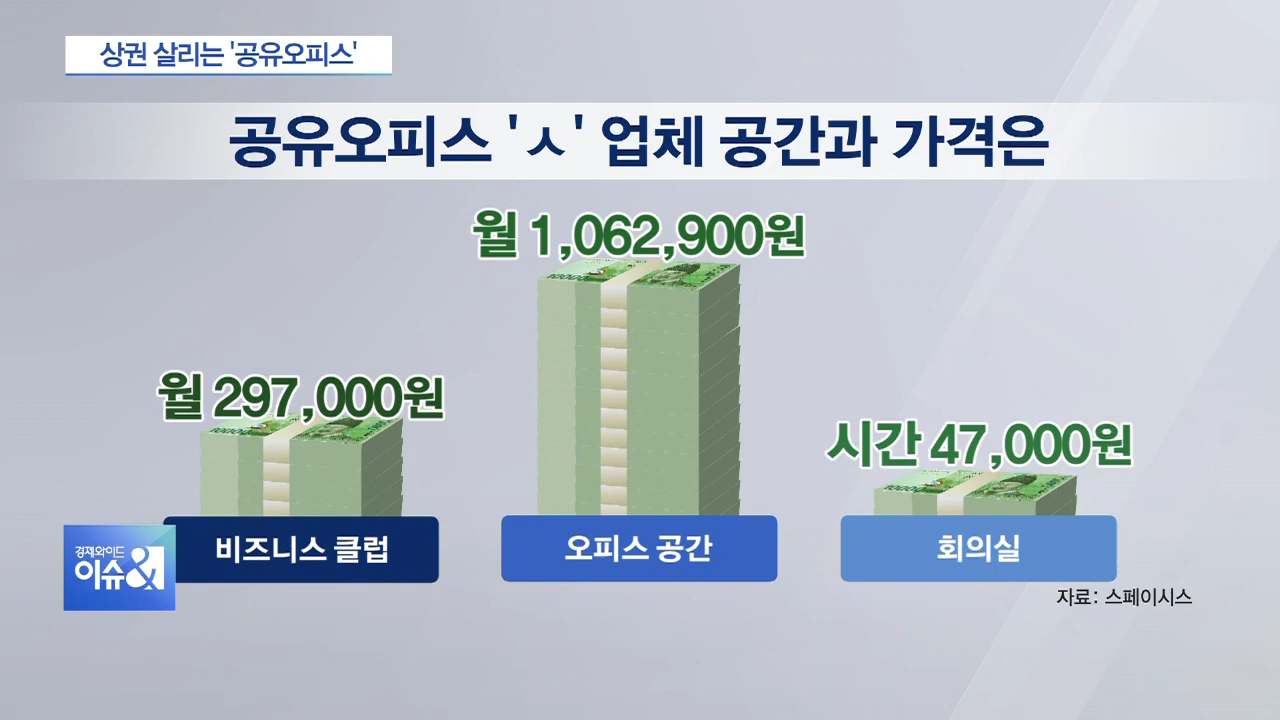 상권 살리는 '공유오피스'
공유오피스 'ㅅ' 업체 공간과 가격은
월 1,062,900원
월 297,000원
시간 47,000원
비즈니스 클럽
오피스 공간
회의실
경제와이드
이슈&
자료: 스페이시스